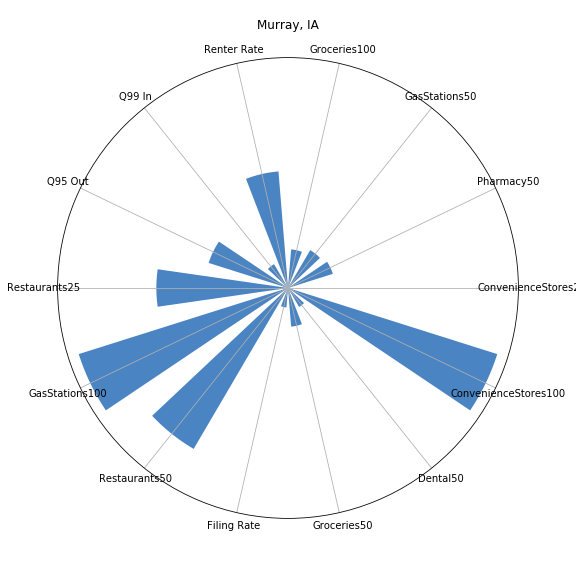 Murray, IA
Renter Rate
Groceries100
Q99 In
GasStations50
Q95 Out
Pharmacy50
Restaurants25
ConvenienceStores2
GasStations100
ConvenienceStores100
Restaurants50
Dental50
Filing Rate
Groceries50